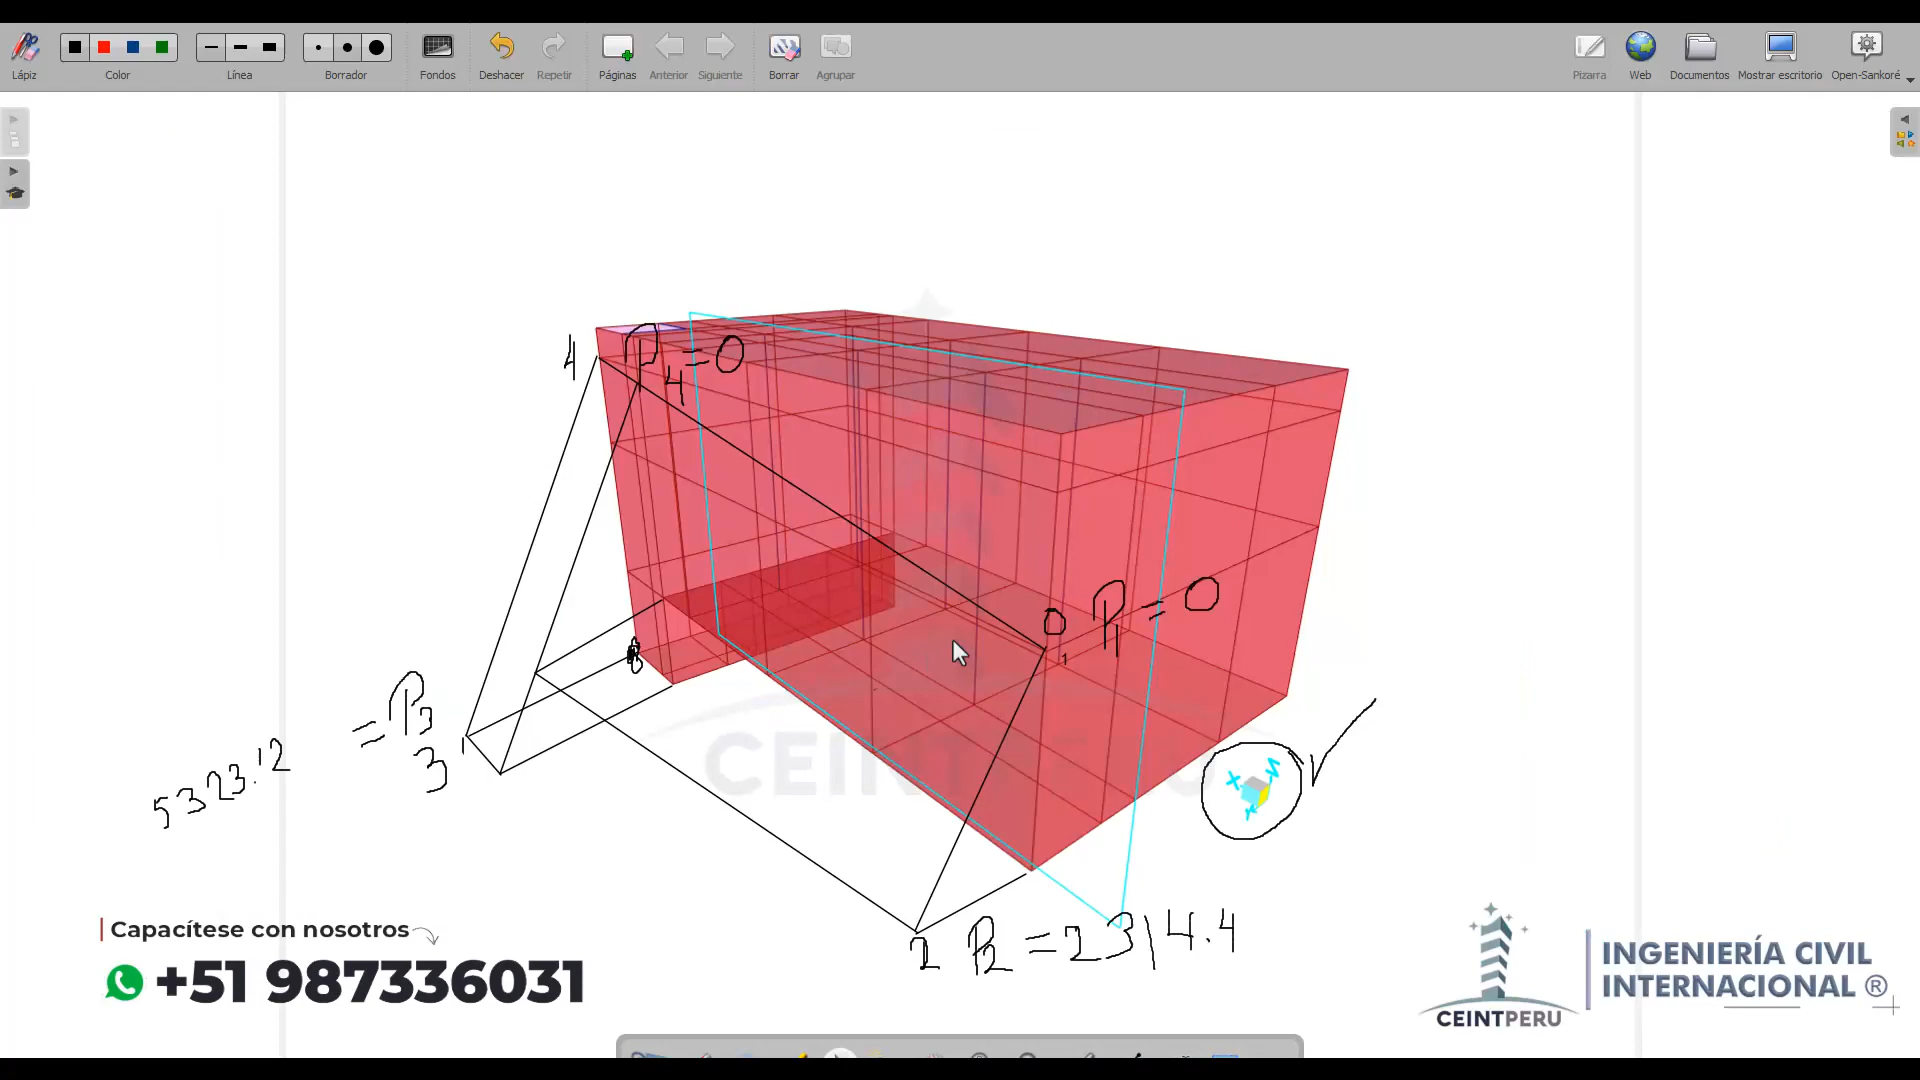 Lápiz
Color
Línea
Borrador
Fondos
Deshacer
Repetir
Páginas
Anterior
Siguiente
Borrar
Agrupar
Pizarra
Web
Documentos
Mostrar escritorio
Open-Sankoré
4
P4=0
0 P1=0
1
5323.12 =P3
3
X
Y
CEINTPERU
2 P2=2314.4
Capacítese con nosotros
+51 987336031
INGENIERÍA CIVIL
INTERNACIONAL ®
CEINTPERU